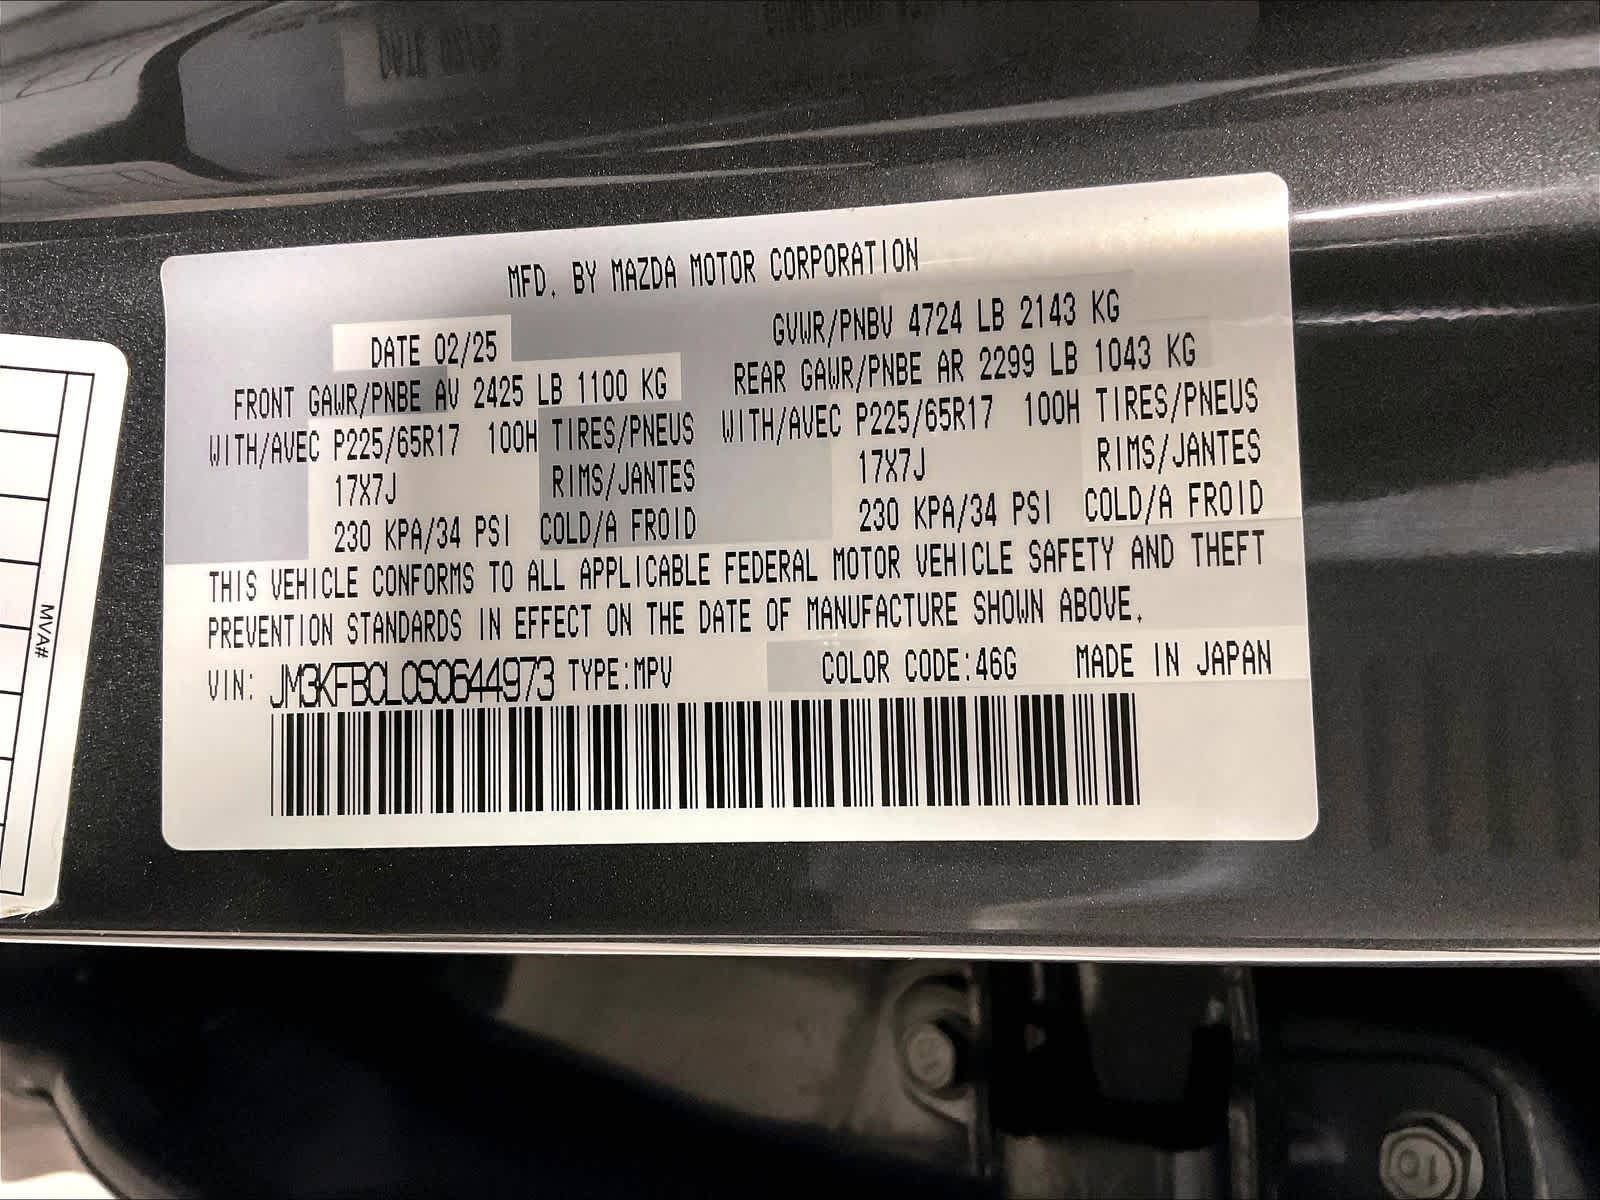 MFD. BY MAZDA MOTOR CORPORATION
DATE 02/25 GVWR/PNBV 4724 LB 2143 KG
FRONT GAWR/PNBE AV 2425 LB 1100 KG REAR GAWR/PNBE AR 2299 LB 1043 KG
WITH/AVEC P225/65R17 100H TIRES/PNEUS WITH/AVEC P225/65R17 100H TIRES/PNEUS
17X7J RIMS/JANTES 17X7J RIMS/JANTES
230 KPA/34 PSI COLD/A FROID 230 KPA/34 PSI COLD/A FROID
THIS VEHICLE CONFORMS TO ALL APPLICABLE FEDERAL MOTOR VEHICLE SAFETY AND THEFT
PREVENTION STANDARDS IN EFFECT ON THE DATE OF MANUFACTURE SHOWN ABOVE.
VIN: JM3KFBCL0S0644973 TYPE:MPV COLOR CODE:46G MADE IN JAPAN
MVA#
10